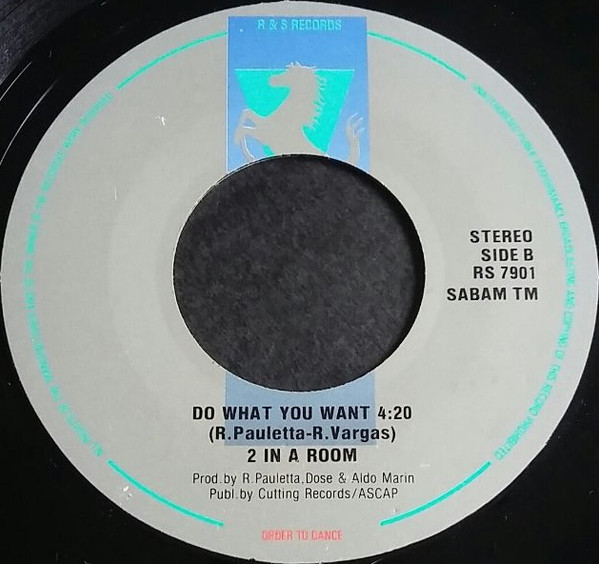 R & S RECORDS
STEREO
SIDE B
RS 7901
SABAM TM
DO WHAT YOU WANT 4:20
(R.Pauletta-R.Vargas)
2 IN A ROOM
Prod.by R.Pauletta,Dose & Aldo Marin
Publ.by Cutting Records/ASCAP
ORDER TO DANCE